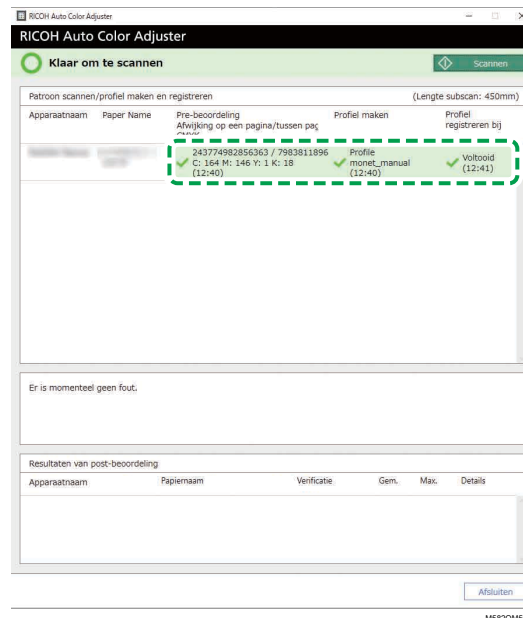 RICOH Auto Color Adjuster
RICOH Auto Color Adjuster
Klaar om te scannen
Scannen
Patroon scannen/profiel maken en registreren (Lengte subscan: 450mm)
Apparaatnaam Paper Name Pre-beoordeling Profiel maken Profiel
Afwijking op een pagina/tussen pag registreren bij
CMYK
243774982856363 / 7983811896 Profile Voltooid
C: 164 M: 146 Y: 1 K: 18 monet_manual (12:41)
(12:40) (12:40)
Er is momenteel geen fout.
Resultaten van post-beoordeling
Apparaatnaam Papiernaam Verificatie Gem. Max. Details
Afsluiten